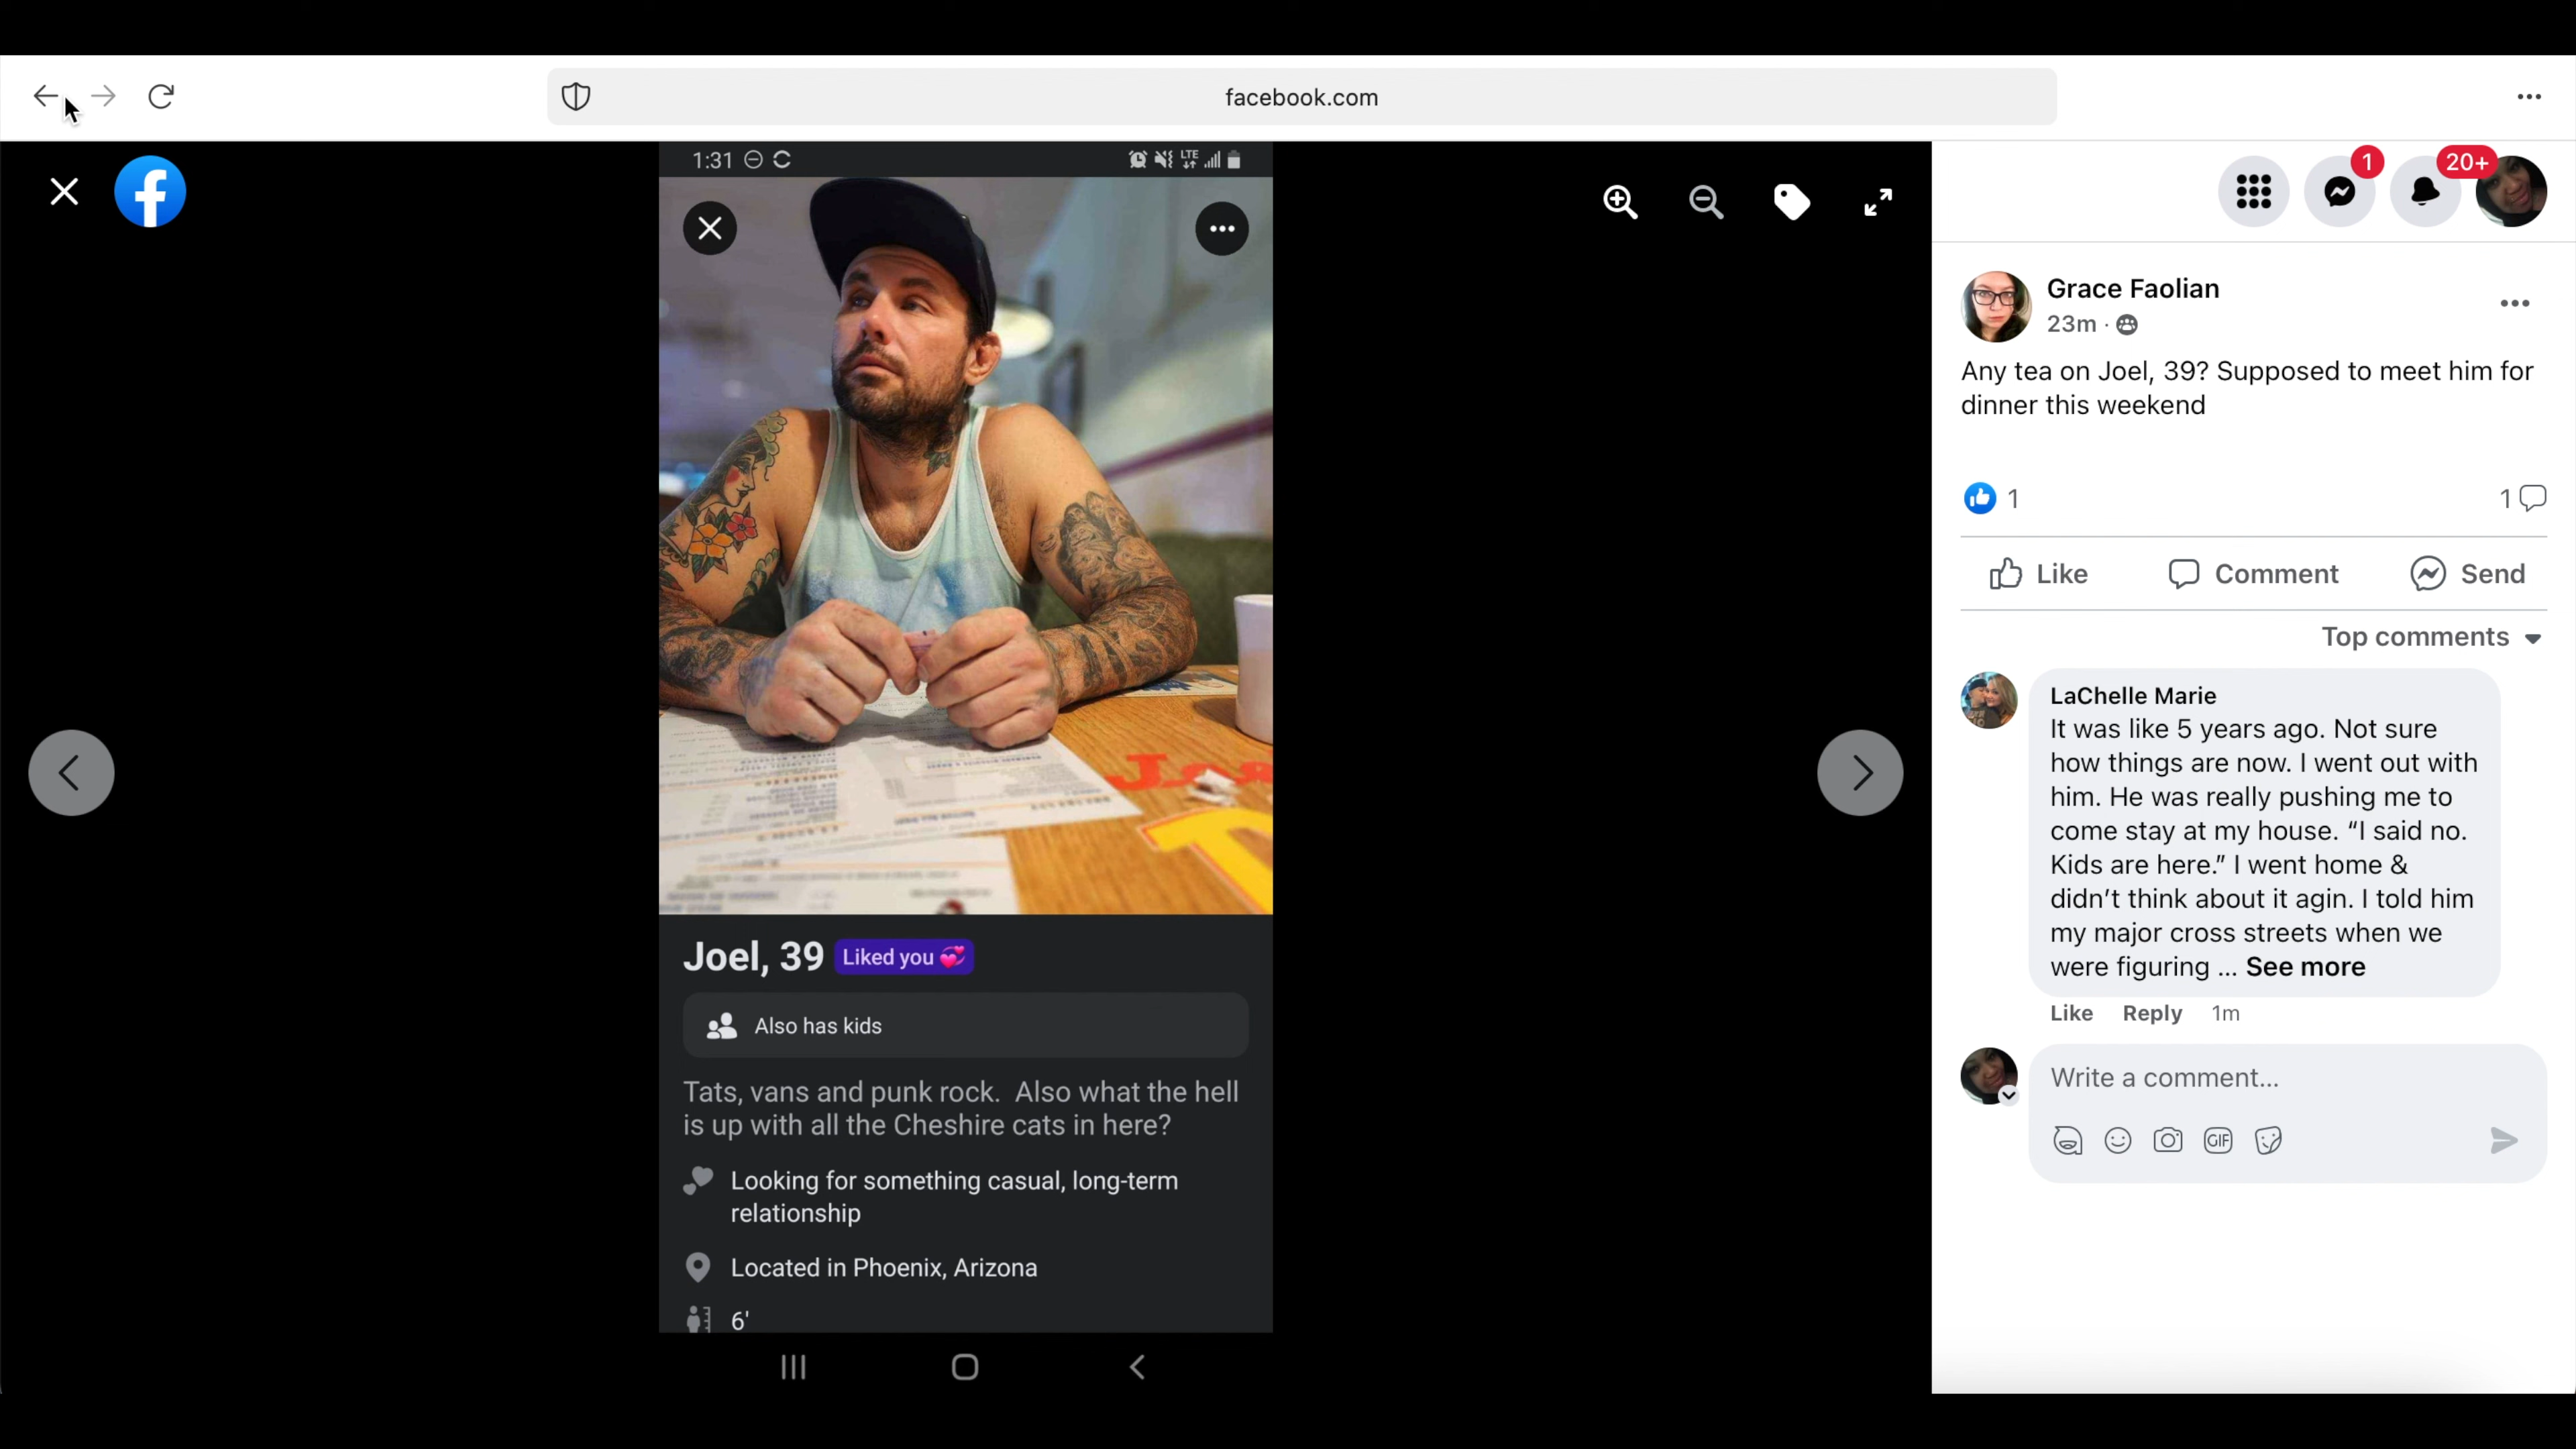 facebook.com
1:31
LTE
1
20+
Grace Faolian
23m ·
Any tea on Joel, 39? Supposed to meet him for
dinner this weekend
1
1
Like
Comment
Send
Top comments
LaChelle Marie
It was like 5 years ago. Not sure
how things are now. I went out with
him. He was really pushing me to
come stay at my house. “I said no.
Kids are here.” I went home &
didn’t think about it agin. I told him
my major cross streets when we
were figuring ... See more
Like Reply 1m
Write a comment...
GIF
Joel, 39 Liked you 💞
Also has kids
Tats, vans and punk rock. Also what the hell
is up with all the Cheshire cats in here?
Looking for something casual, long-term
relationship
Located in Phoenix, Arizona
6'